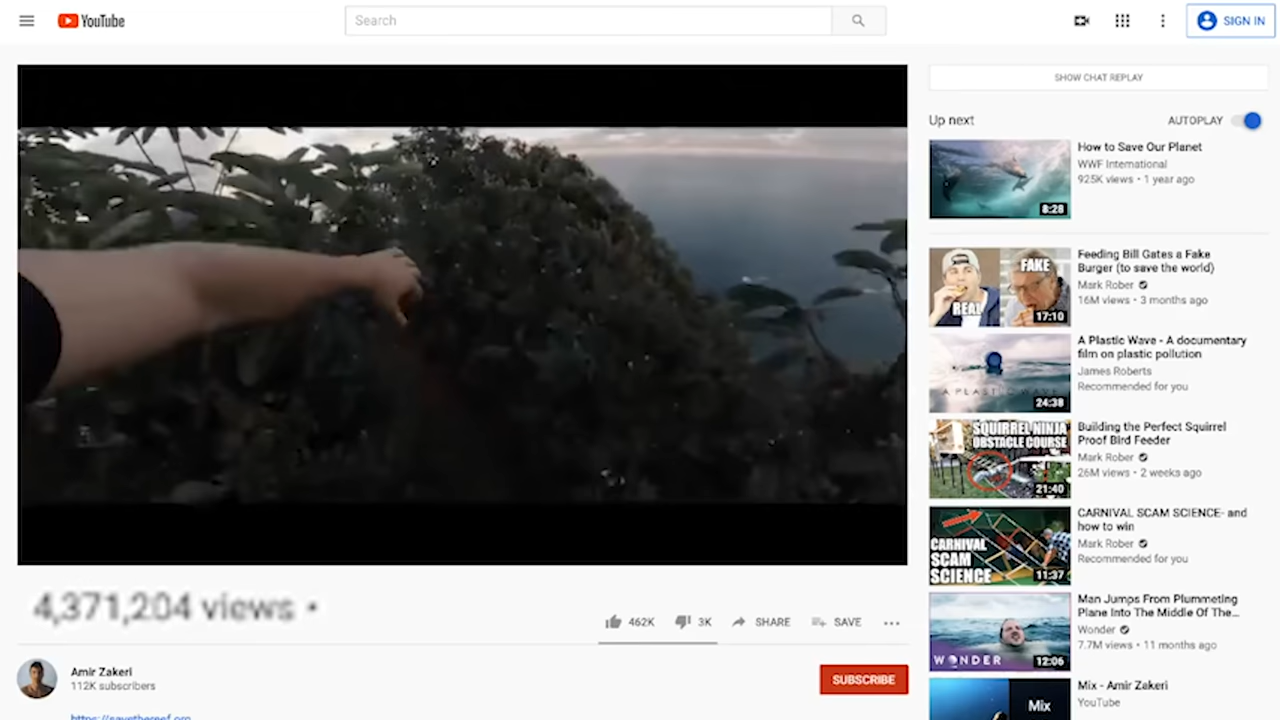 YouTube
Search
SIGN IN
SHOW CHAT REPLAY
Up next
AUTOPLAY
How to Save Our Planet
WWF International
925K views • 1 year ago
8:28
Feeding Bill Gates a Fake
Burger (to save the world)
Mark Rober
16M views • 3 months ago
REAL
FAKE
17:10
A Plastic Wave - A documentary
film on plastic pollution
James Roberts
Recommended for you
A PLASTIC WAVE
24:38
Building the Perfect Squirrel
Proof Bird Feeder
Mark Rober
26M views • 2 weeks ago
SQUIRREL NINJA
OBSTACLE COURSE
21:40
CARNIVAL SCAM SCIENCE- and
how to win
Mark Rober
Recommended for you
CARNIVAL
SCAM
SCIENCE
11:37
Man Jumps From Plummeting
Plane Into The Middle Of The...
Wonder
7.7M views • 11 months ago
WONDER
12:06
Mix - Amir Zakeri
YouTube
Mix
4,371,204 views •
462K
3K
SHARE
SAVE
Amir Zakeri
112K subscribers
SUBSCRIBE
https://savethereef.org